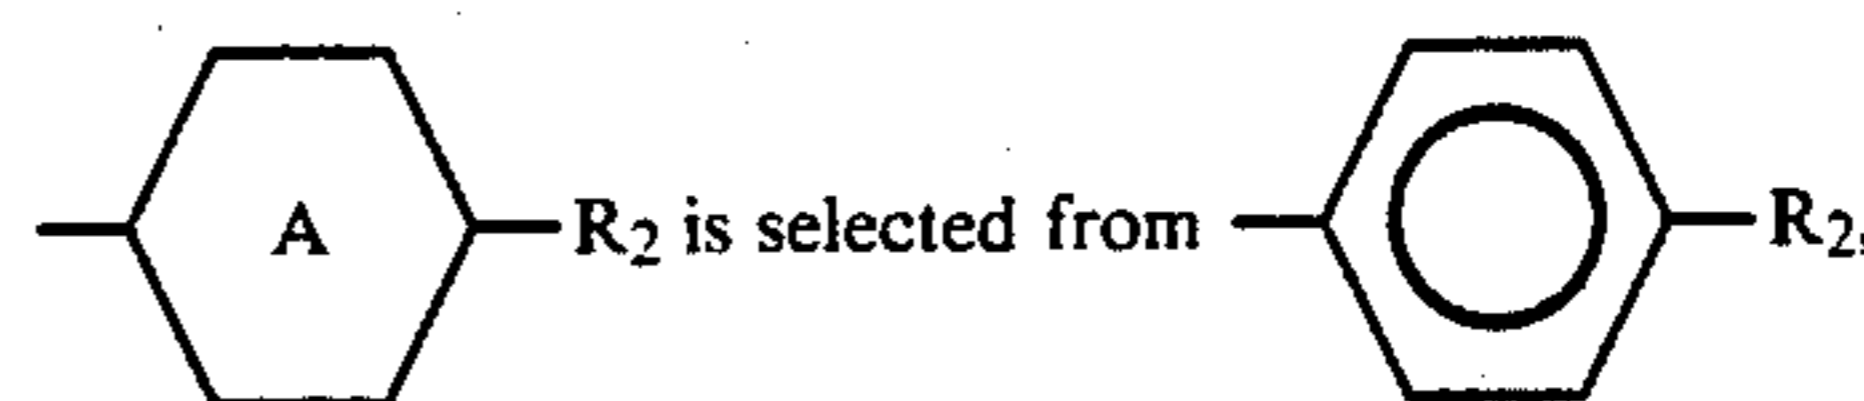 A R₂ is selected from R₂,